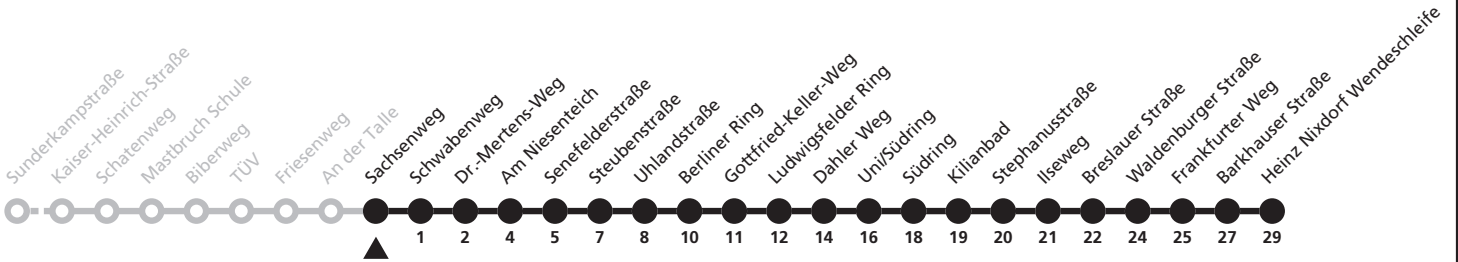 Sunderkampstraße
Kaiser-Heinrich-Straße
Schatenweg
Mastbruch Schule
Biberweg
TÜV
Friesenweg
An der Talle
Sachsenweg
Schwabenweg
Dr.-Mertens-Weg
Am Niesenteich
Senefelderstraße
Steubenstraße
Uhlandstraße
Berliner Ring
Gottfried-Keller-Weg
Ludwigsfelder Ring
Dahler Weg
Uni/Südring
Südring
Kilianbad
Stephanusstraße
Ilseweg
Breslauer Straße
Waldenburger Straße
Frankfurter Weg
Barkhauser Straße
Heinz Nixdorf Wendeschleife
1 2 4 5 7 8 10 11 12 14 16 18 19 20 21 22 24 25 27 29